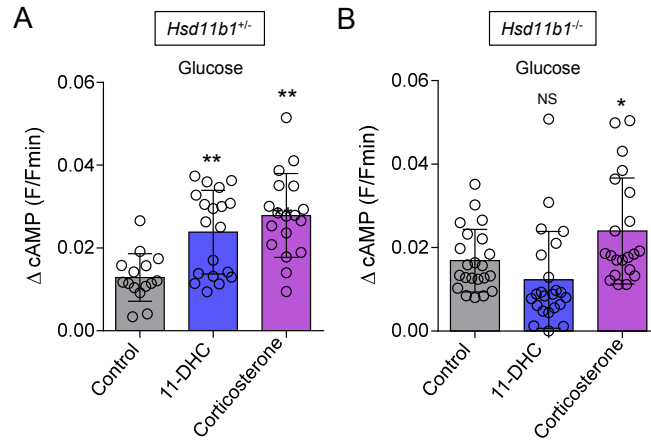 A
Hsd11b1+/-
Glucose
**
**
**
0.06
0.04
0.02
0.00
Δ cAMP (F/Fmin)
Control
11-DHC
Corticosterone
B
Hsd11b1-/-
Glucose
NS
*
0.06
0.04
0.02
0.00
Δ cAMP (F/Fmin)
Control
11-DHC
Corticosterone